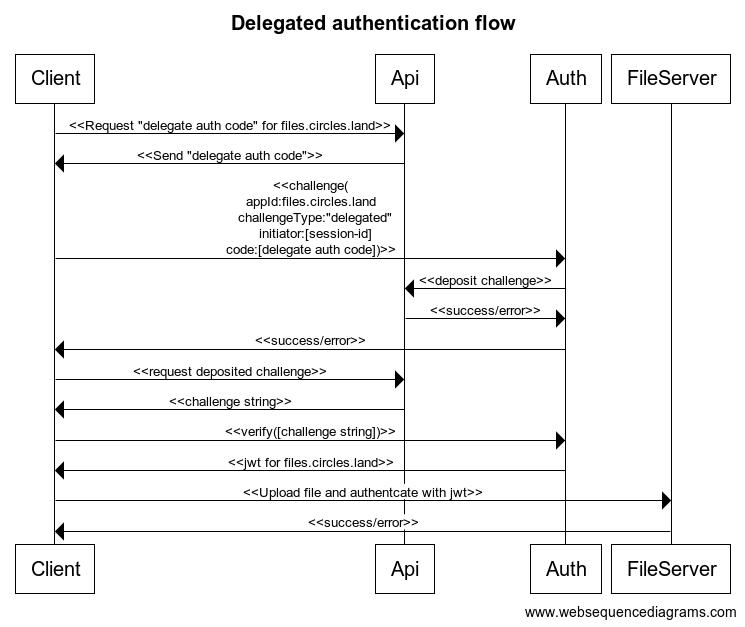 Delegated authentication flow
Client
Api
Auth
FileServer
<<Request "delegate auth code" for files.circles.land>>
<<Send "delegate auth code">>
<<challenge(
appId:files.circles.land
challengeType:"delegated"
initiator:[session-id]
code:[delegate auth code])>>
<<deposit challenge>>
<<success/error>>
<<success/error>>
<<request deposited challenge>>
<<challenge string>>
<<verify([challenge string])>>
<<jwt for files.circles.land>>
<<Upload file and authentcate with jwt>>
<<success/error>>
Client
Api
Auth
FileServer
www.websequencediagrams.com